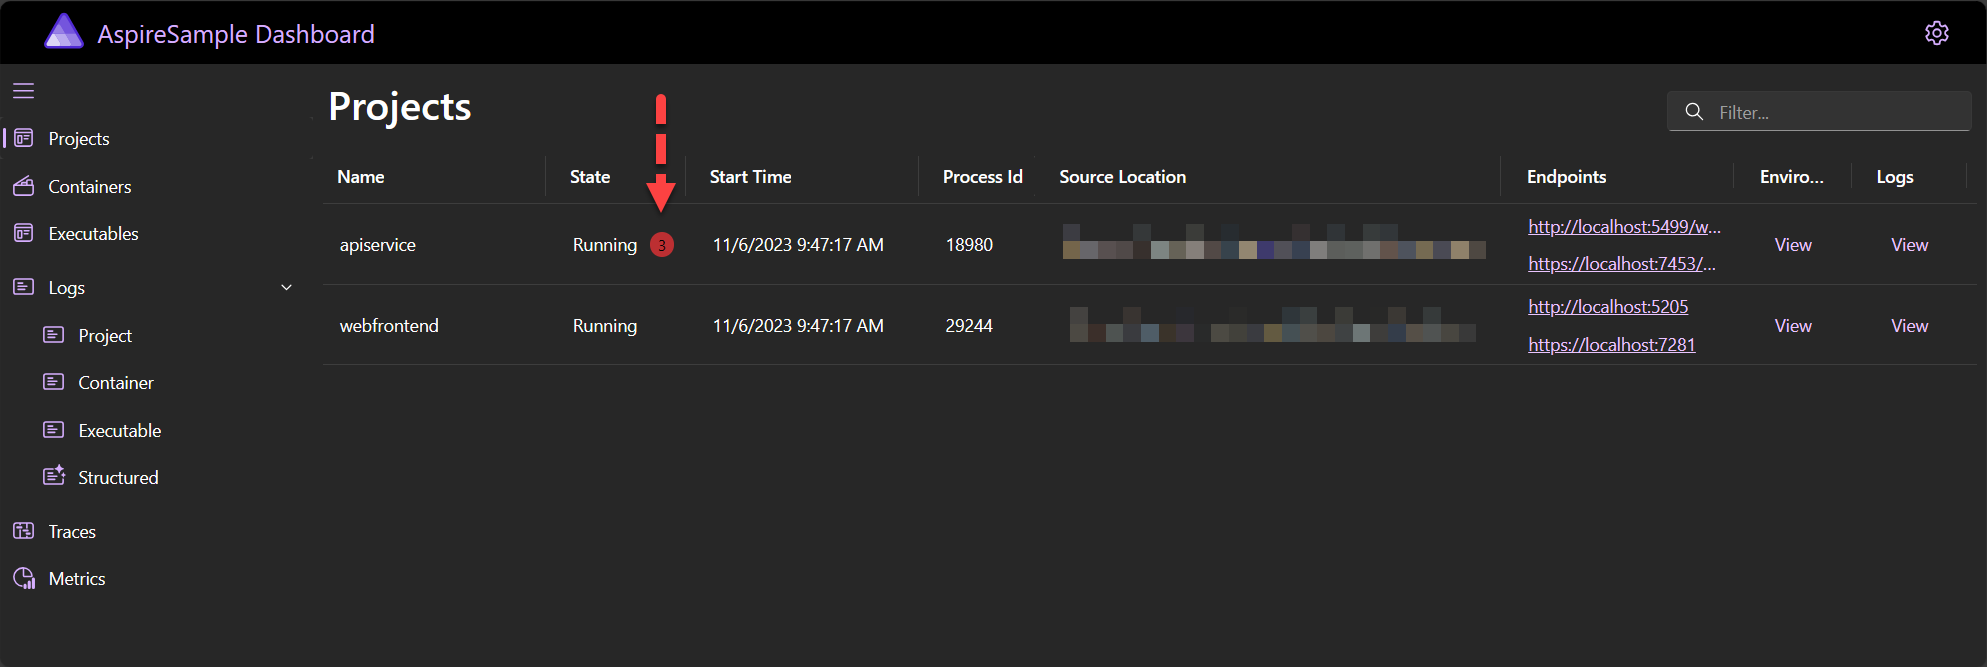 AspireSample Dashboard
Projects
Containers
Executables
Logs
Project
Container
Executable
Structured
Traces
Metrics
Projects
Filter...
Name State Start Time Process Id Source Location Endpoints Enviro... Logs
apiservice Running 3 11/6/2023 9:47:17 AM 18980 http://localhost:5499/w... View View
https://localhost:7453/...
webfrontend Running 11/6/2023 9:47:17 AM 29244 http://localhost:5205 View View
https://localhost:7281